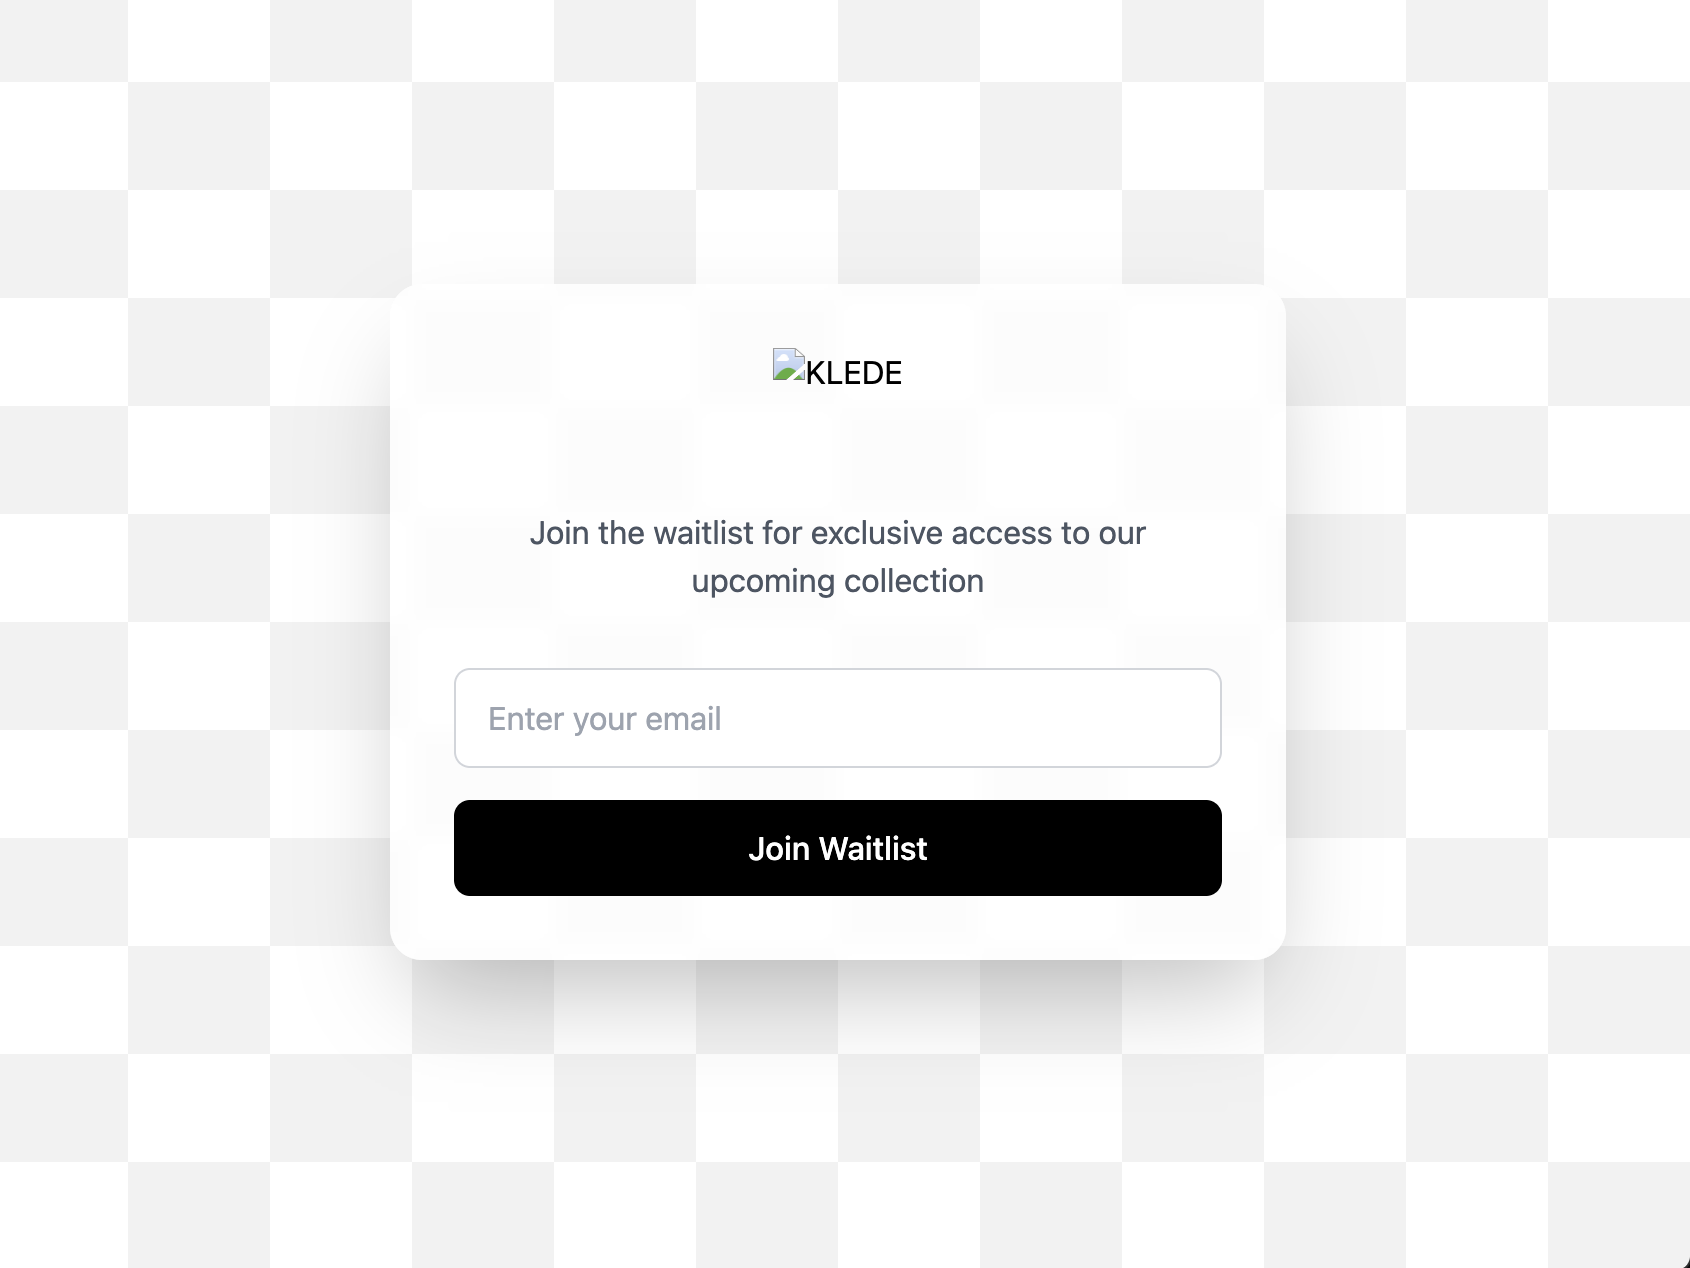 KLEDE
Join the waitlist for exclusive access to our
upcoming collection
Enter your email
Join Waitlist